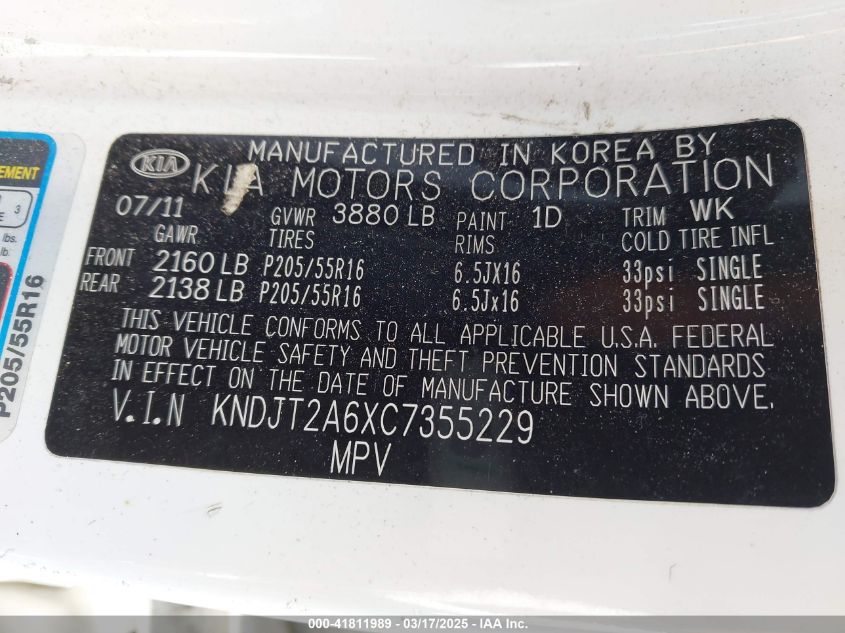 KIA
MANUFACTURED IN KOREA BY
KIA MOTORS CORPORATION
07/11 GVWR 3880 LB PAINT 1D TRIM WK
GAWR TIRES RIMS COLD TIRE INFL
FRONT 2160 LB P205/55R16 6.5JX16 33psi SINGLE
REAR 2138 LB P205/55R16 6.5Jx16 33psi SINGLE
THIS VEHICLE CONFORMS TO ALL APPLICABLE U.S.A. FEDERAL
MOTOR VEHICLE SAFETY AND THEFT PREVENTION STANDARDS
IN EFFECT ON THE DATE OF MANUFACTURE SHOWN ABOVE.
V.I.N KNDJT2A6XC7355229
MPV
3
lbs.
lb.
P205/55R16
000-41811989 - 03/17/2025 - IAA Inc.